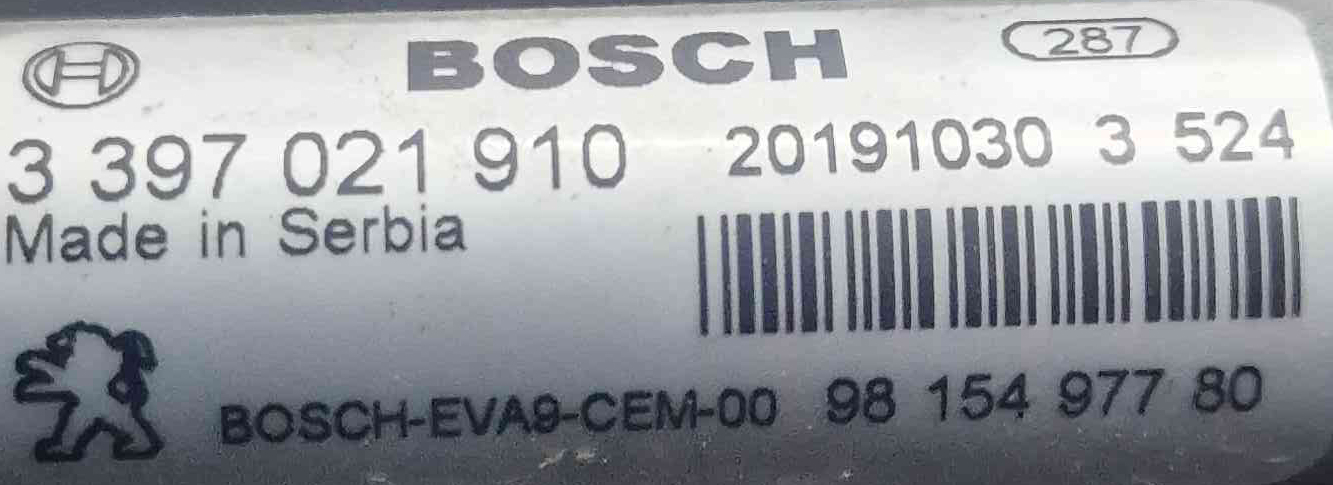 BOSCH 287
3 397 021 910 20191030 3 524
Made in Serbia
BOSCH-EVA9-CEM-00 98 154 977 80